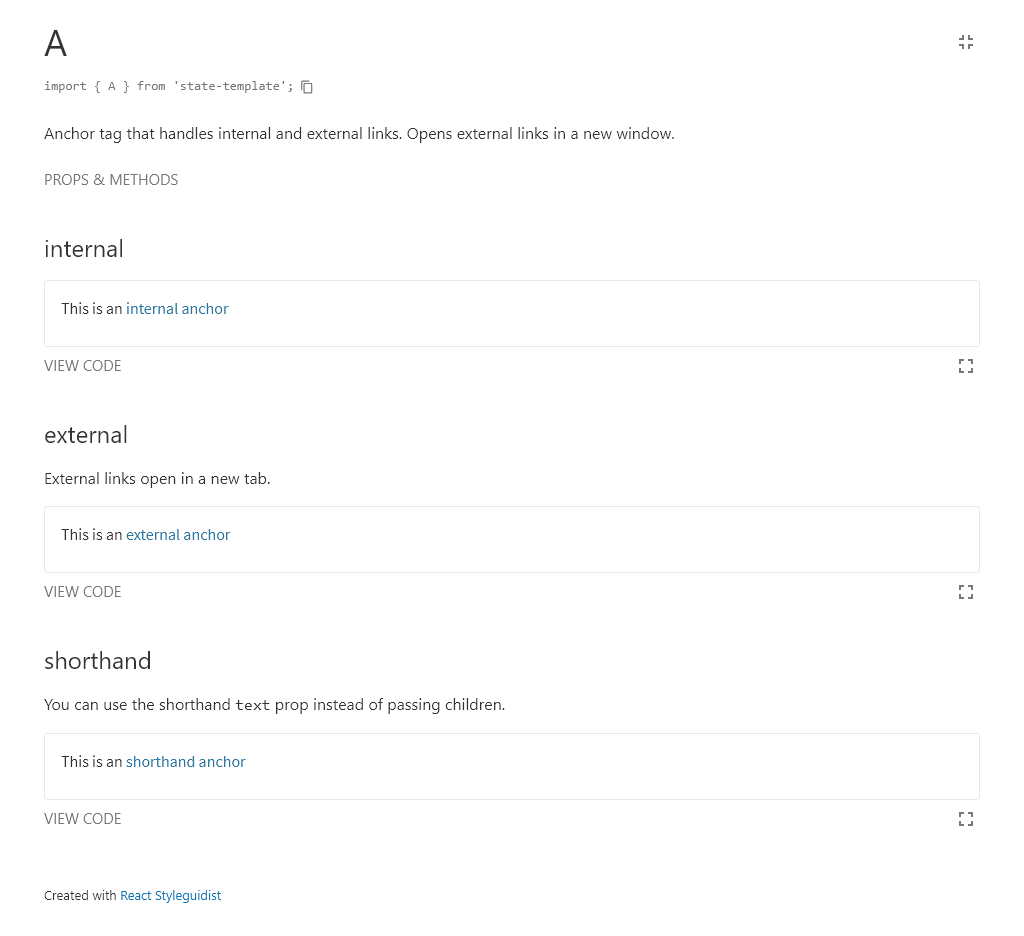 A
import { A } from 'state-template';
Anchor tag that handles internal and external links. Opens external links in a new window.
PROPS & METHODS
internal
This is an internal anchor
VIEW CODE
external
External links open in a new tab.
This is an external anchor
VIEW CODE
shorthand
You can use the shorthand text prop instead of passing children.
This is an shorthand anchor
VIEW CODE
Created with React Styleguidist